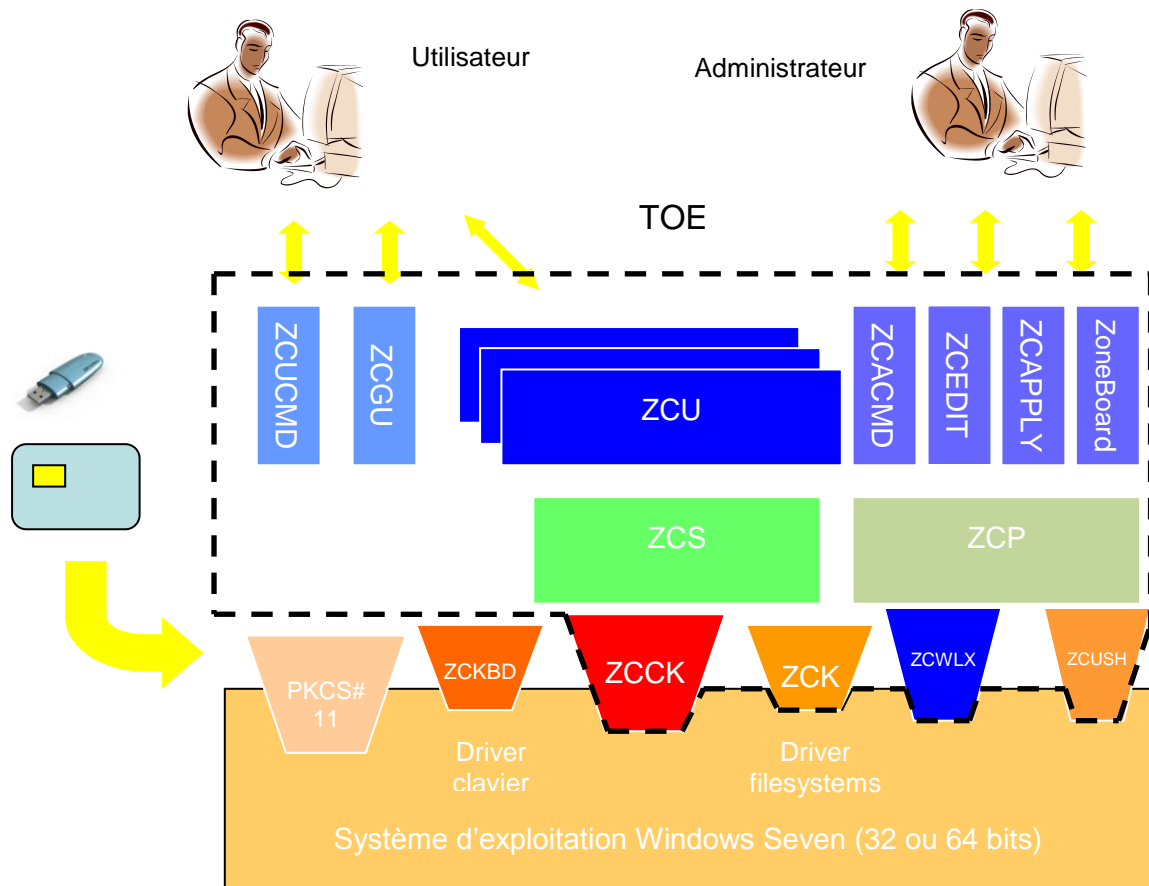 Utilisateur
Administrateur
TOE
ZCUCMD
ZCGU
ZCU
ZCACMD
ZCEDIT
ZCAPPLY
ZoneBoard
ZCS
ZCP
PKCS#
11
ZCKBD
ZCCK
ZCK
ZCWLX
ZCUSH
Driver
clavier
Driver
filesystems
Système d'exploitation Windows Seven (32 ou 64 bits)